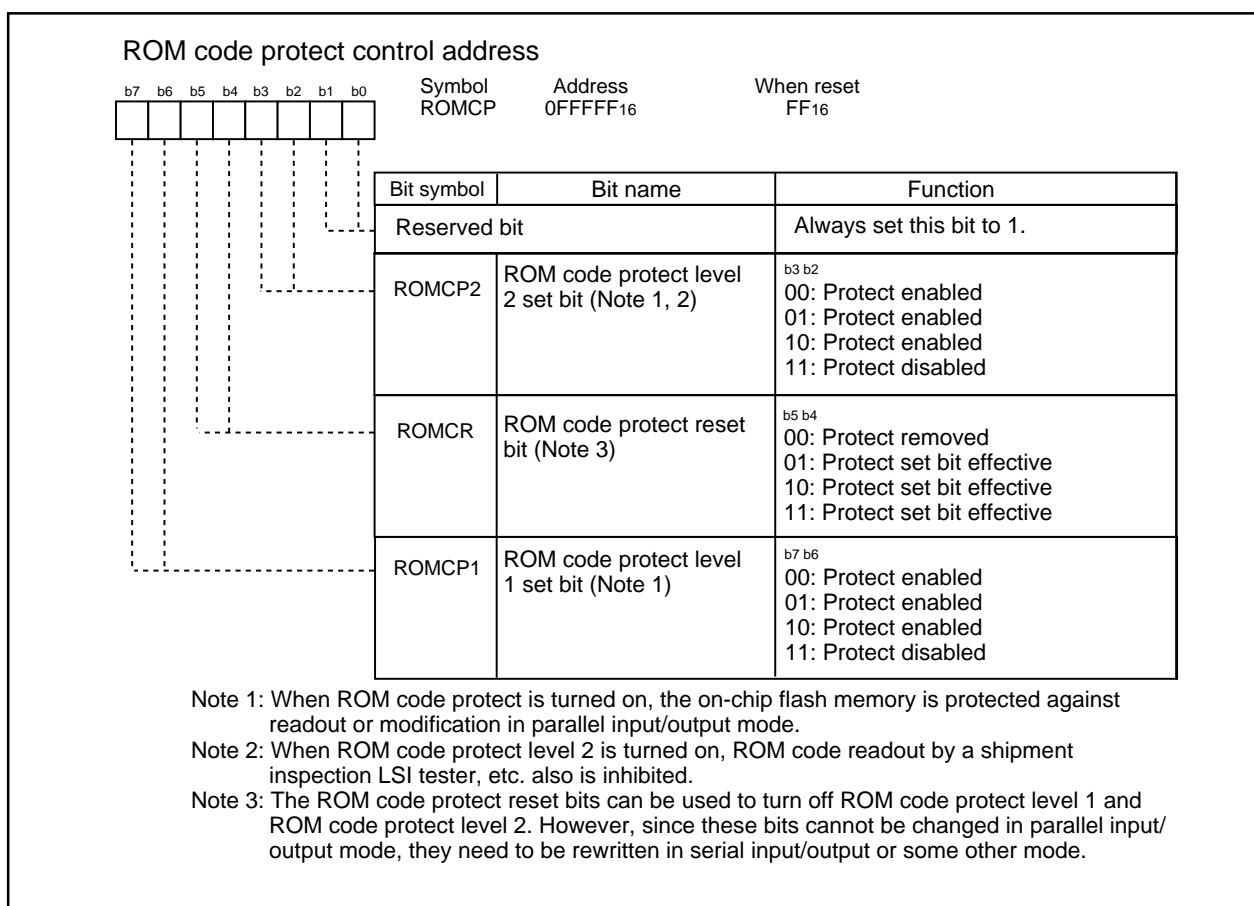 ROM code protect control address
b7 b6 b5 b4 b3 b2 b1 b0
Symbol Address When reset
ROMCP 0FFFFF16 FF16
Bit symbol Bit name Function
Reserved bit Always set this bit to 1.
ROMCP2 ROM code protect level
2 set bit (Note 1, 2)
b3 b2
00: Protect enabled
01: Protect enabled
10: Protect enabled
11: Protect disabled
ROMCR ROM code protect reset
bit (Note 3)
b5 b4
00: Protect removed
01: Protect set bit effective
10: Protect set bit effective
11: Protect set bit effective
ROMCP1 ROM code protect level
1 set bit (Note 1)
b7 b6
00: Protect enabled
01: Protect enabled
10: Protect enabled
11: Protect disabled
Note 1: When ROM code protect is turned on, the on-chip flash memory is protected against
readout or modification in parallel input/output mode.
Note 2: When ROM code protect level 2 is turned on, ROM code readout by a shipment
inspection LSI tester, etc. also is inhibited.
Note 3: The ROM code protect reset bits can be used to turn off ROM code protect level 1 and
ROM code protect level 2. However, since these bits cannot be changed in parallel input/
output mode, they need to be rewritten in serial input/output or some other mode.